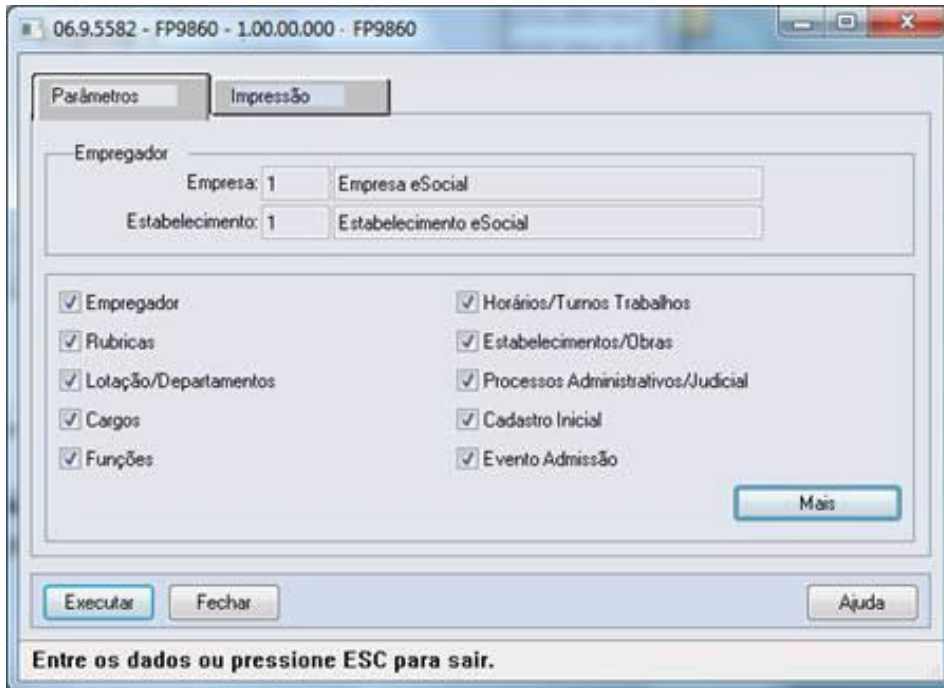 06.9.5582 - FP9860 - 1.00.00.000 - FP9860
Parâmetros Impressão
Empregador
Empresa: 1 Empresa eSocial
Estabelecimento: 1 Estabelecimento eSocial
Empregador Horários/Turnos Trabalhos
Rubricas Estabelecimentos/Obras
Lotação/Departamentos Processos Administrativos/Judicial
Cargos Cadastro Inicial
Funções Evento Admissão
Mais
Executar Fechar Ajuda
Entre os dados ou pressione ESC para sair.